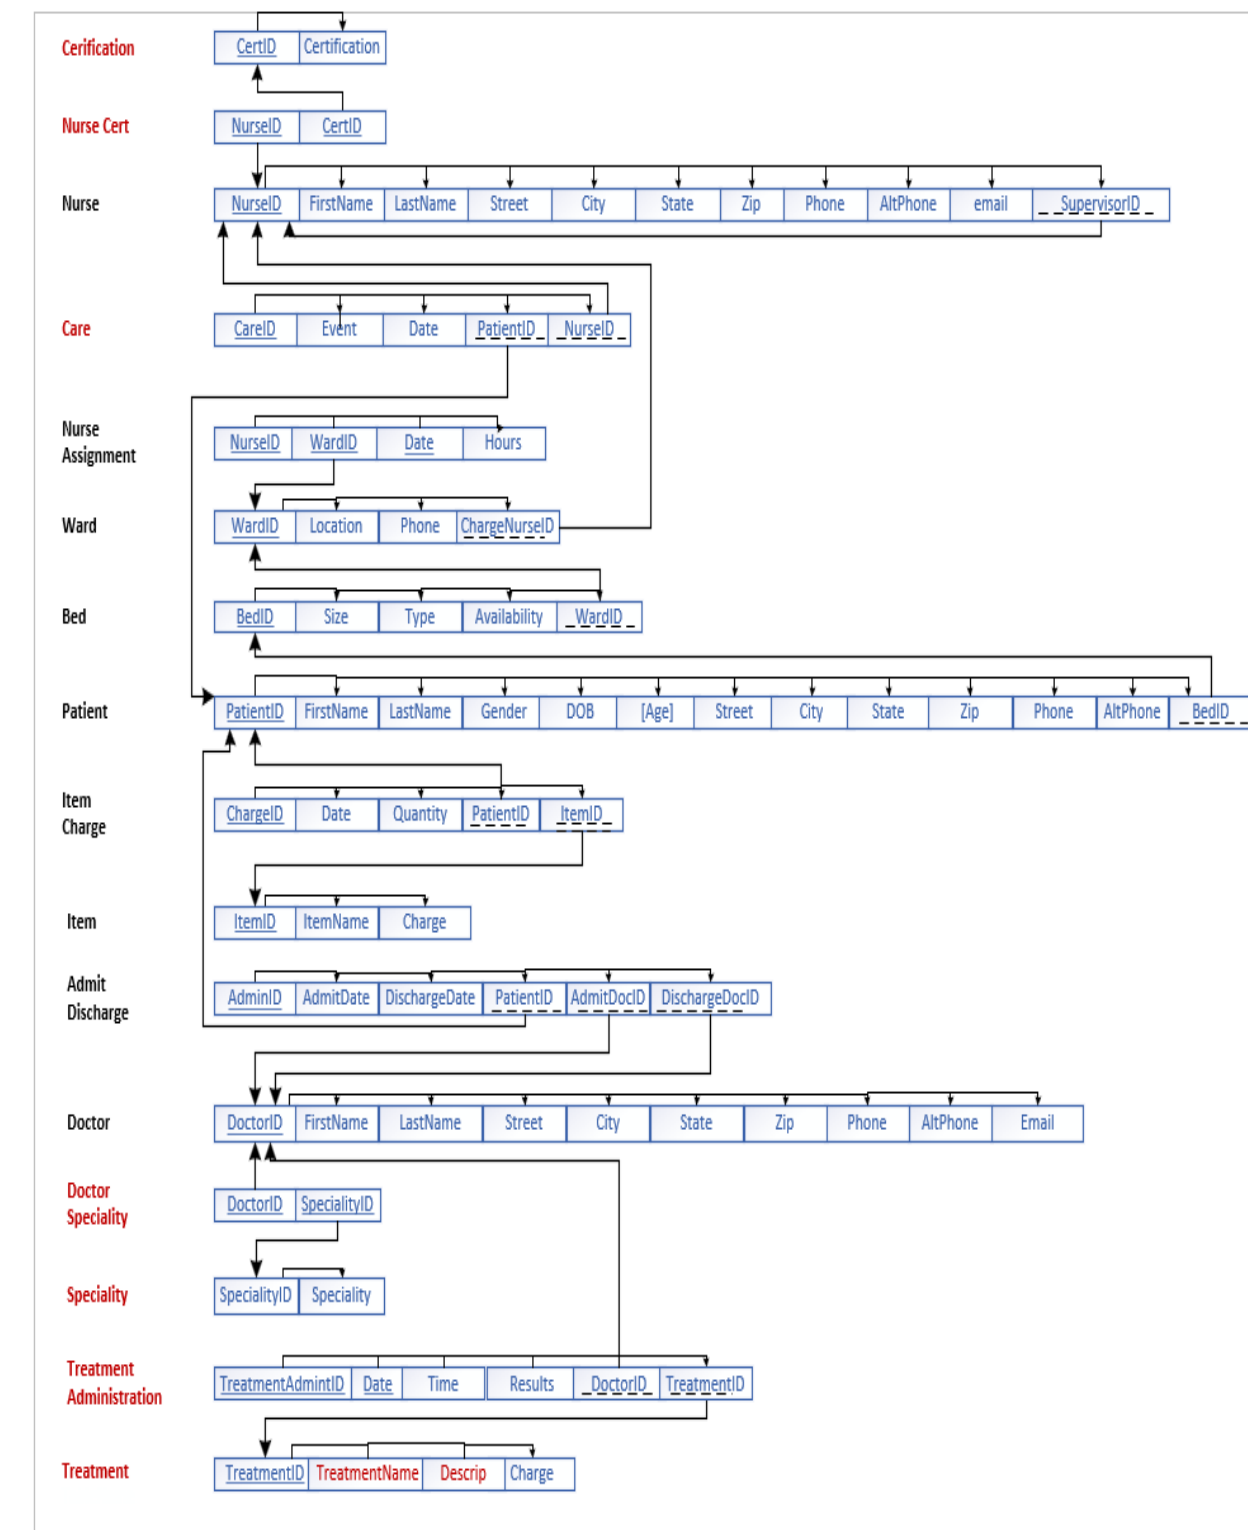 Cerification
CertID Certification
Nurse Cert
NurseID CertID
Nurse
NurseID FirstName LastName Street City State Zip Phone AltPhone email SupervisorID
Care
CareID Event Date PatientID NurseID
Nurse
Assignment
NurseID WardID Date Hours
Ward
WardID Location Phone ChargeNurseID
Bed
BedID Size Type Availability WardID
Patient
PatientID FirstName LastName Gender DOB [Age] Street City State Zip Phone AltPhone BedID
Item
Charge
ChargeID Date Quantity PatientID ItemID
Item
ItemID ItemName Charge
Admit
Discharge
AdminID AdmitDate DischargeDate PatientID AdmitDocID DischargeDocID
Doctor
DoctorID FirstName LastName Street City State Zip Phone AltPhone Email
Doctor
Speciality
DoctorID SpecialityID
Speciality
SpecialityID Speciality
Treatment
Administration
TreatmentAdmintID Date Time Results DoctorID TreatmentID
Treatment
TreatmentID TreatmentName Descrip Charge